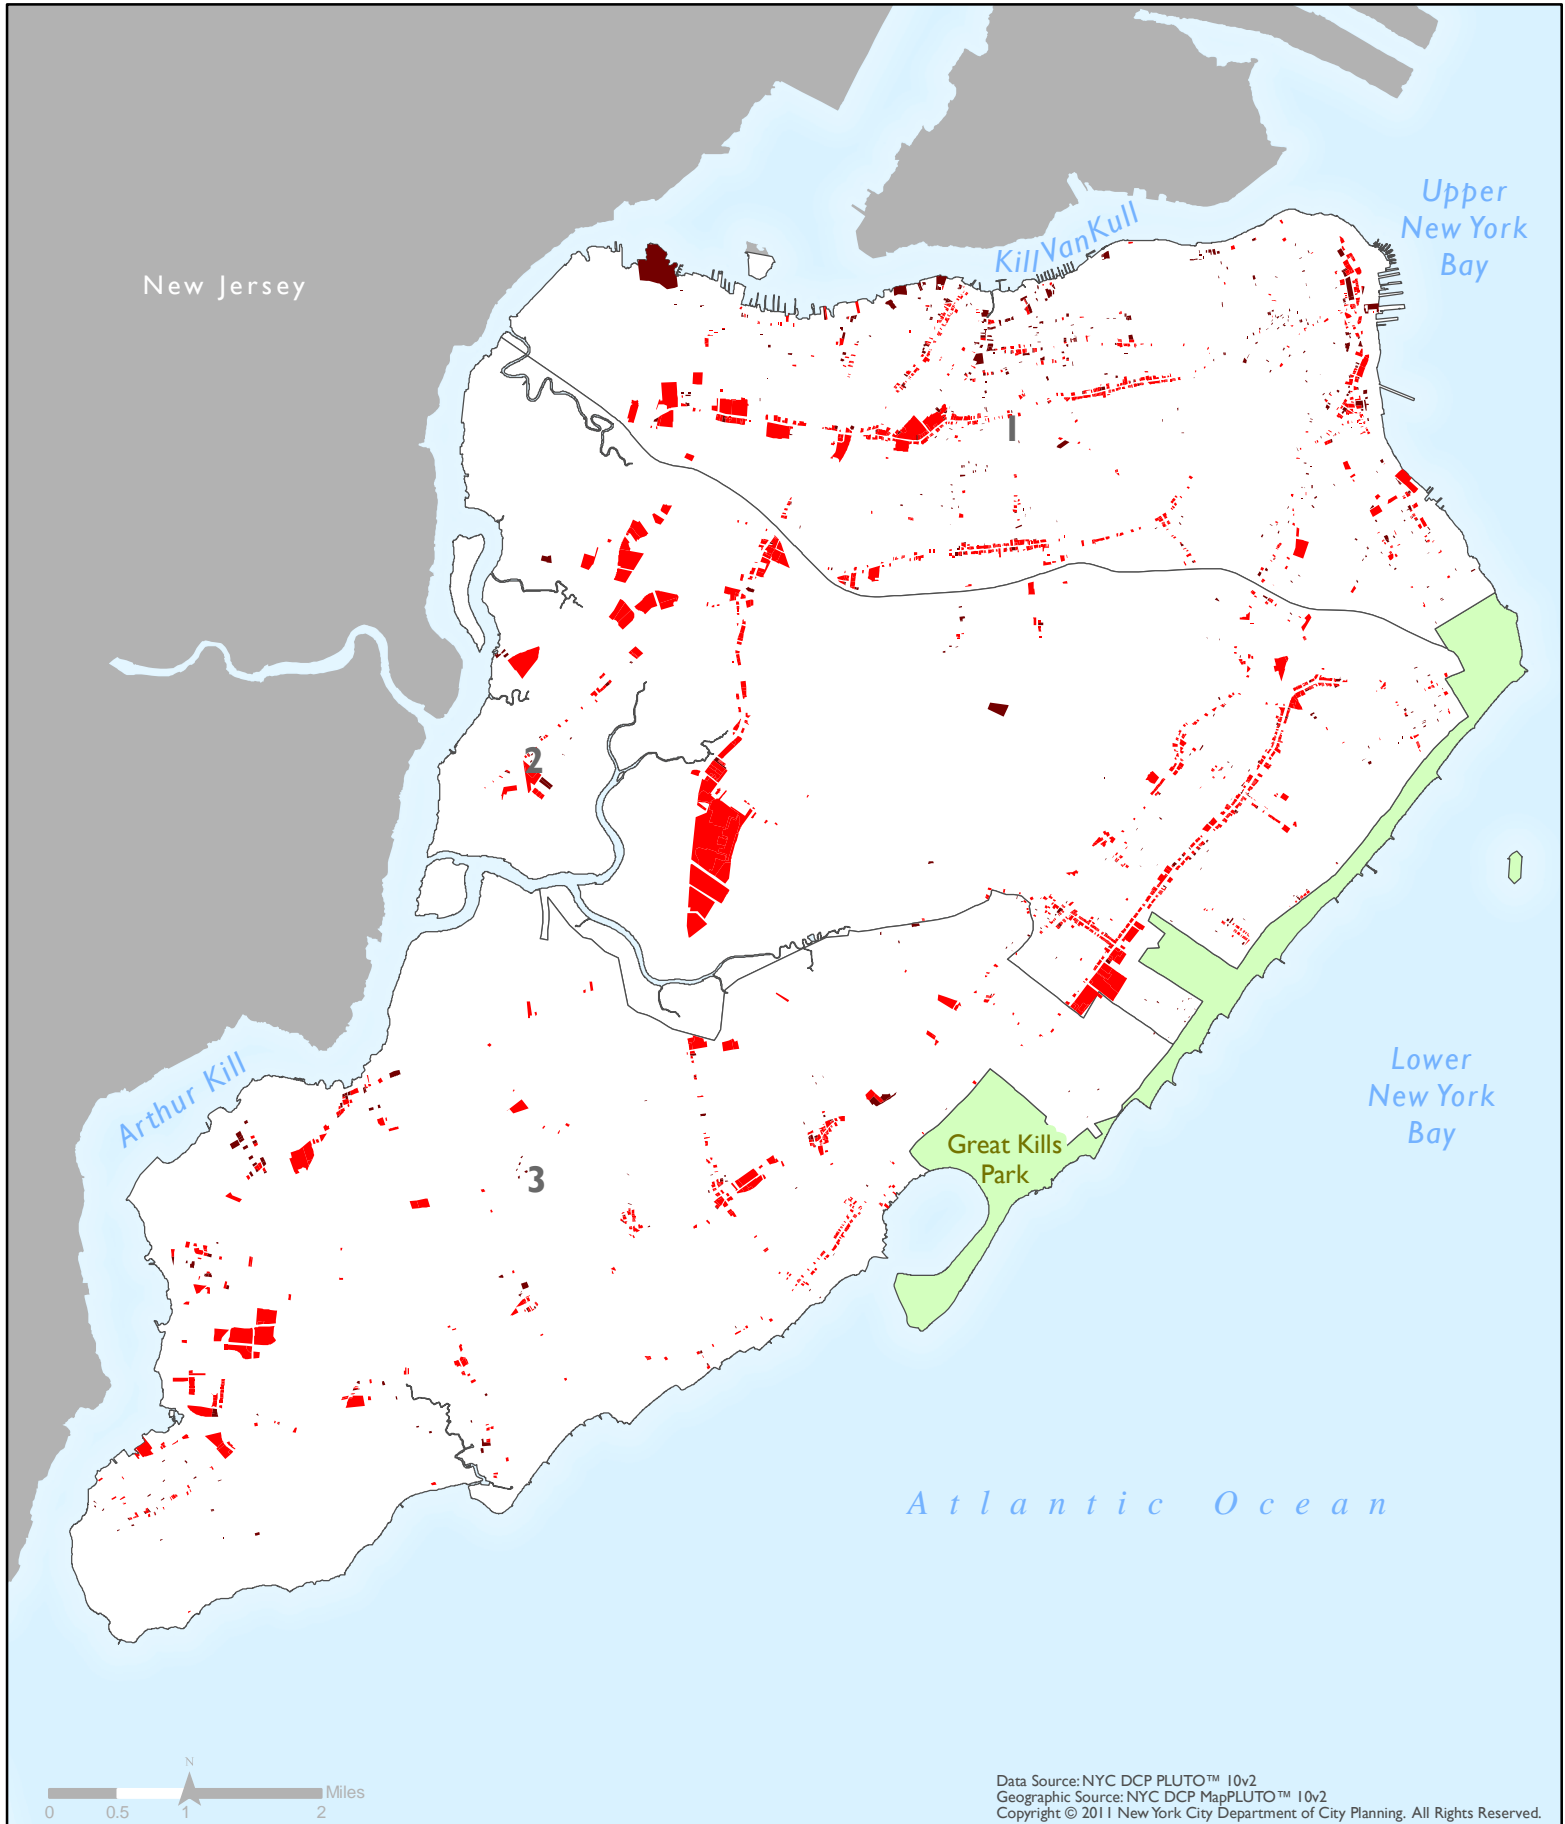 Upper
New York
Bay
Kill Van Kull
New Jersey
1
2
Lower
New York
Bay
Arthur Kill
Great Kills
Park
3
Atlantic Ocean
N
Miles
0 0.5 1 2
Data Source: NYC DCP PLUTO™ 10v2
Geographic Source: NYC DCP MapPLUTO™ 10v2
Copyright © 2011 New York City Department of City Planning. All Rights Reserved.